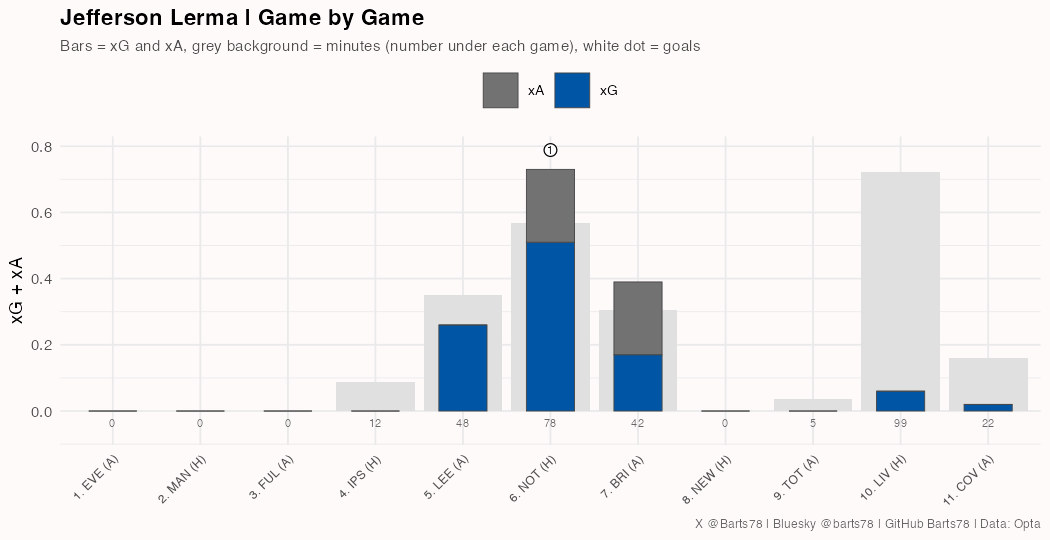 Jefferson Lerma | Game by Game
Bars = xG and xA, grey background = minutes (number under each game), white dot = goals
xA xG
xG + xA
0.8
0.6
0.4
0.2
0.0
1
0 0 0 12 48 78 42 0 5 99 22
1. EVE (A)
2. MAN (H)
3. FUL (A)
4. IPS (H)
5. LEE (A)
6. NOT (H)
7. BRI (A)
8. NEW (H)
9. TOT (A)
10. LIV (H)
11. COV (A)
X @Barts78 | Bluesky @barts78 | GitHub Barts78 | Data: Opta